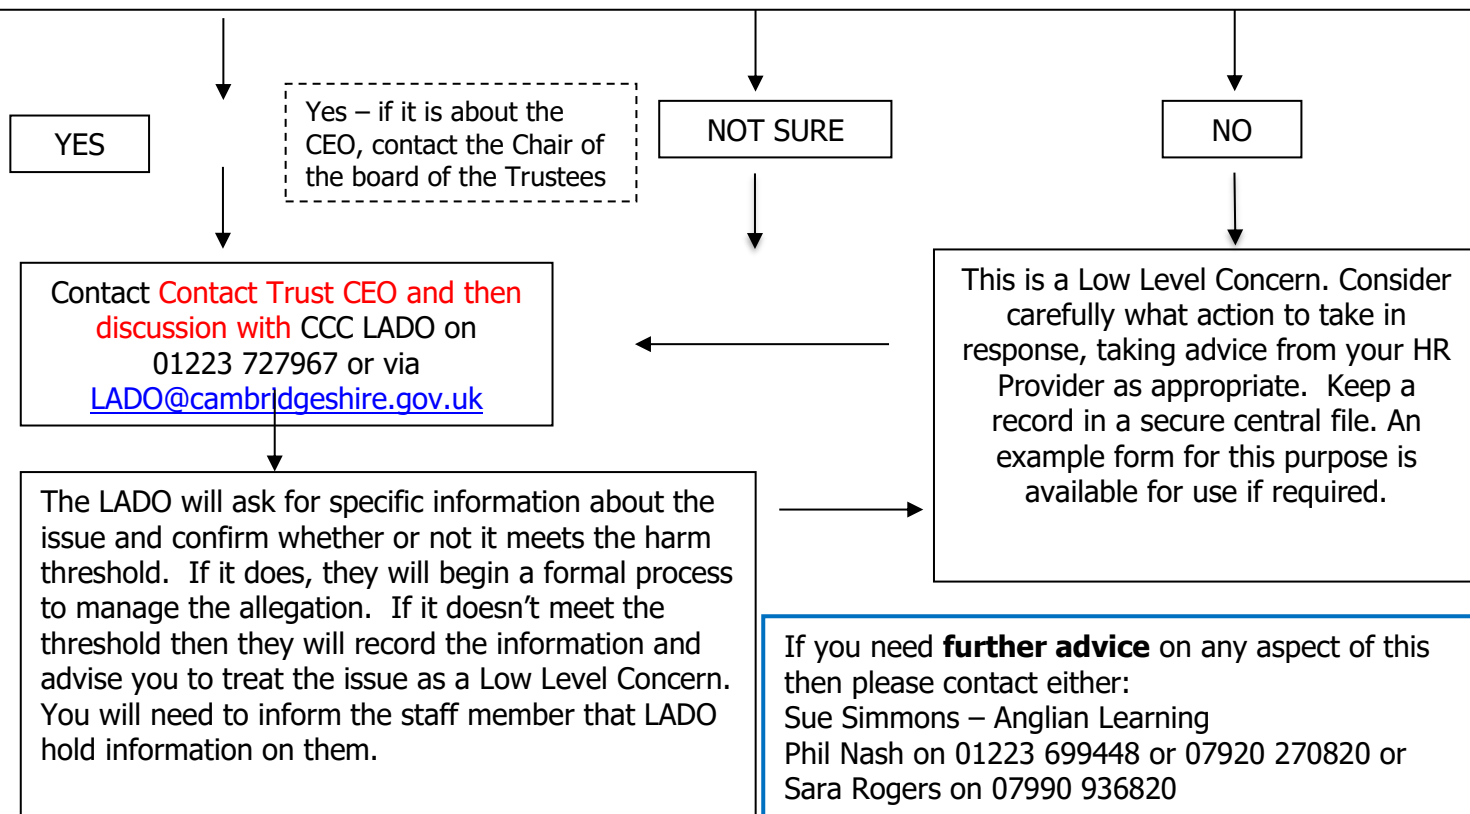 YES
Yes – if it is about the
CEO, contact the Chair of
the board of the Trustees
NOT SURE
NO
Contact Contact Trust CEO and then
discussion with CCC LADO on
01223 727967 or via
LADO@cambridgeshire.gov.uk
This is a Low Level Concern. Consider
carefully what action to take in
response, taking advice from your HR
Provider as appropriate.  Keep a
record in a secure central file. An
example form for this purpose is
available for use if required.
The LADO will ask for specific information about the
issue and confirm whether or not it meets the harm
threshold.  If it does, they will begin a formal process
to manage the allegation.  If it doesn’t meet the
threshold then they will record the information and
advise you to treat the issue as a Low Level Concern.
You will need to inform the staff member that LADO
hold information on them.
If you need further advice on any aspect of this
then please contact either:
Sue Simmons – Anglian Learning
Phil Nash on 01223 699448 or 07920 270820 or
Sara Rogers on 07990 936820